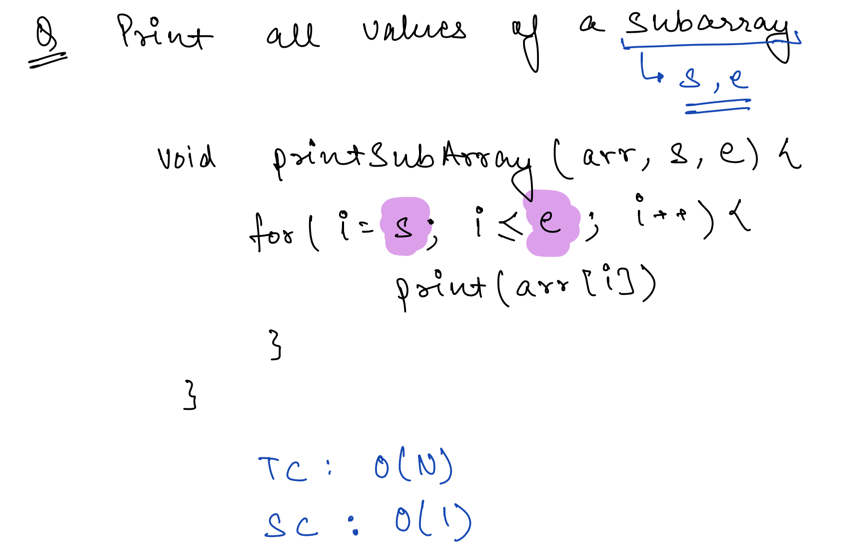 Q Print all values of a subarray.
↳ s, e
void printSubArray(arr, s, e) {
for( i = s; i ≤ e; i++) {
print(arr[i])
}
}
TC : O(N)
SC : O(1)